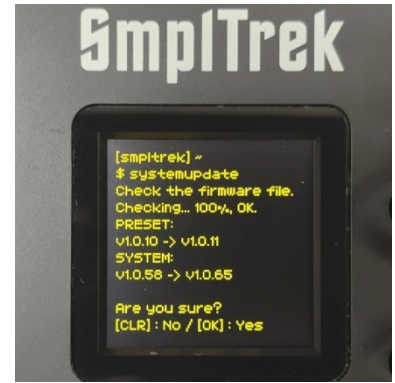 SmplTrek
[smpltrek] ~
$ systemupdate
Check the firmware file.
Checking... 100%, OK.
PRESET:
v1.0.10 -> v1.0.11
SYSTEM:
v1.0.58 -> v1.0.65
Are you sure?
[CLR] : No / [OK] : Yes